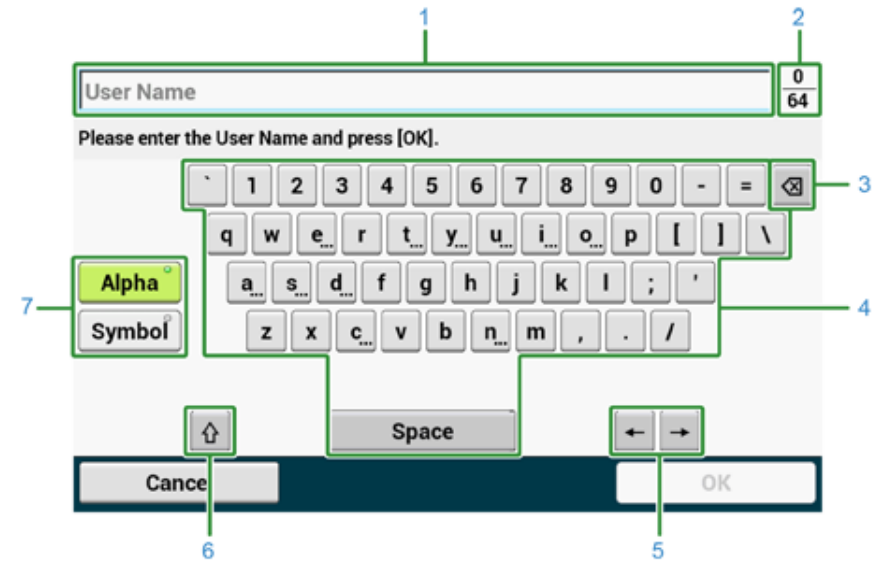 1 2
User Name 0
64
Please enter the User Name and press [OK].
` 1 2 3 4 5 6 7 8 9 0 - = 3
q w e... r t... y... u... i... o... p [ ] \
Alpha a... s... d... f g h j k l ; '
7 4
Symbol z x c... v b n... m , . /
Space ← →
Cancel OK
6 5